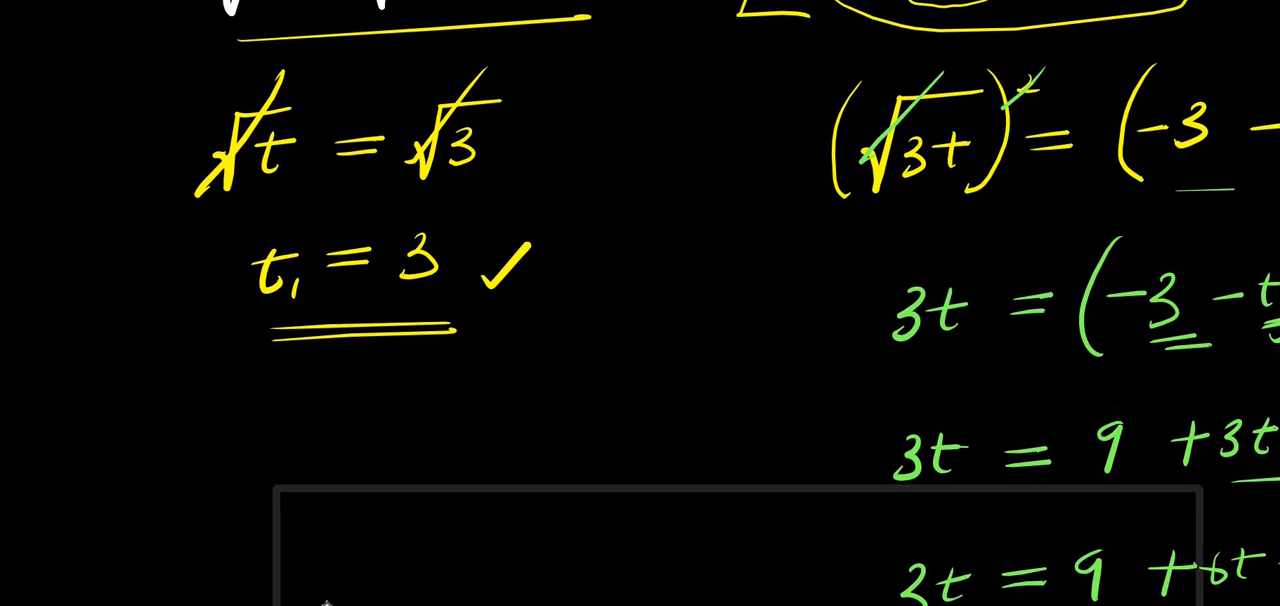 √t = √3
t₁ = 3 ✓
(√3t)² = (-3 -
3t = (-3 - t
3t = 9 + 3t
3t = 9 + 6t